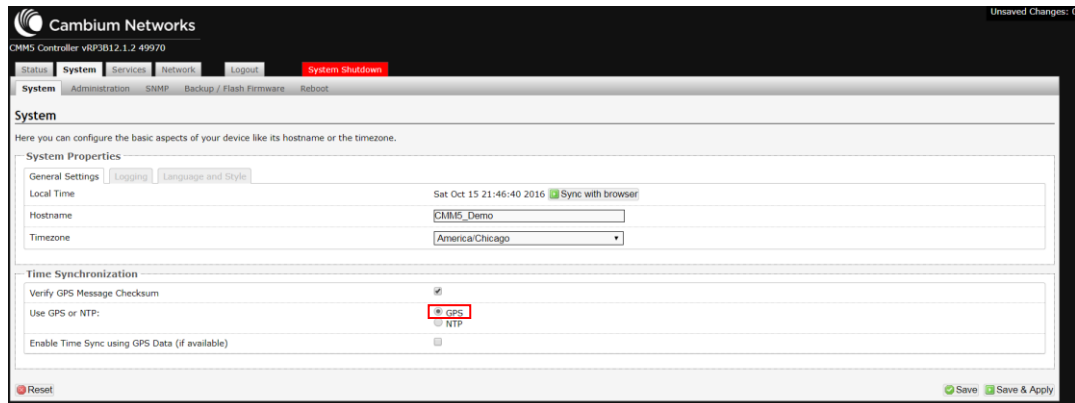 Unsaved Changes: 0
Cambium Networks
CMM5 Controller vRP3B12.1.2 49970
Status System Services Network Logout System Shutdown
System Administration SNMP Backup / Flash Firmware Reboot
System
Here you can configure the basic aspects of your device like its hostname or the timezone.
System Properties
General Settings Logging Language and Style
Local Time Sat Oct 15 21:46:40 2016 Sync with browser
Hostname CMM5_Demo
Timezone America/Chicago
Time Synchronization
Verify GPS Message Checksum
Use GPS or NTP: GPS
NTP
Enable Time Sync using GPS Data (if available)
Reset Save Save & Apply